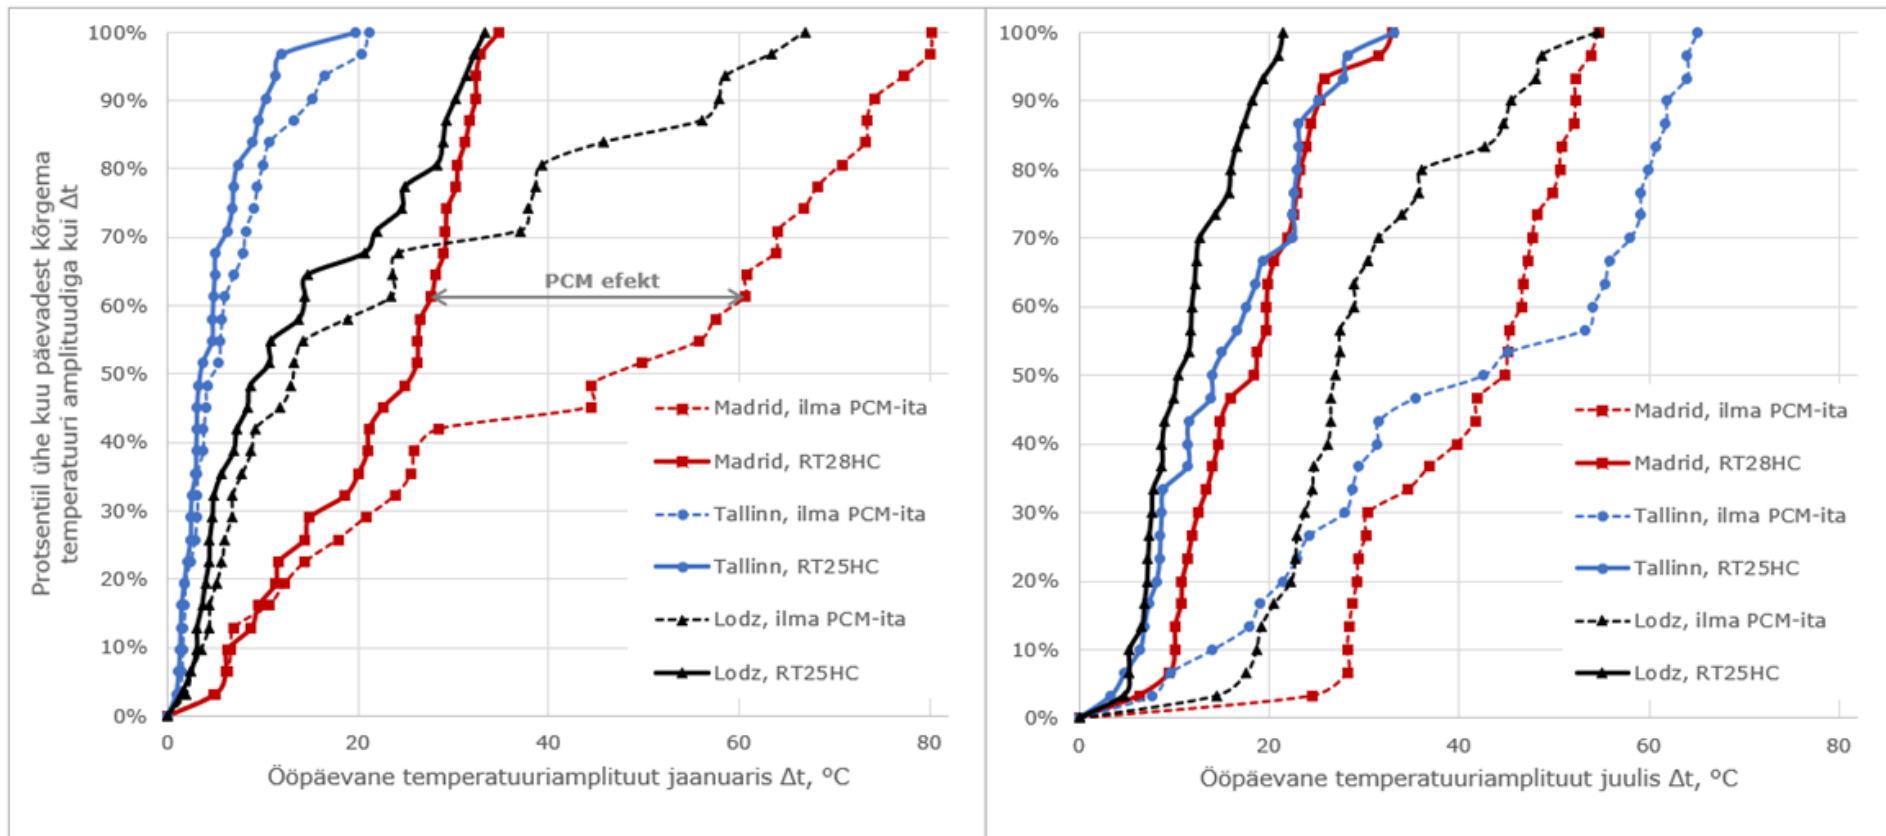 Protsentiil ühe kuu päevadest kõrgema
temperatuuri amplituudiga kui Δt
100%
90%
80%
70%
60%
50%
40%
30%
20%
10%
0%
PCM efekt
Madrid, ilma PCM-ita
Madrid, RT28HC
Tallinn, ilma PCM-ita
Tallinn, RT25HC
Lodz, ilma PCM-ita
Lodz, RT25HC
0 20 40 60 80
Ööpäevane temperatuuriamplituut jaanuaris Δt, ºC
100%
90%
80%
70%
60%
50%
40%
30%
20%
10%
0%
Madrid, ilma PCM-ita
Madrid, RT28HC
Tallinn, ilma PCM-ita
Tallinn, RT25HC
Lodz, ilma PCM-ita
Lodz, RT25HC
0 20 40 60 80
Ööpäevane temperatuuriamplituut juulis Δt, ºC